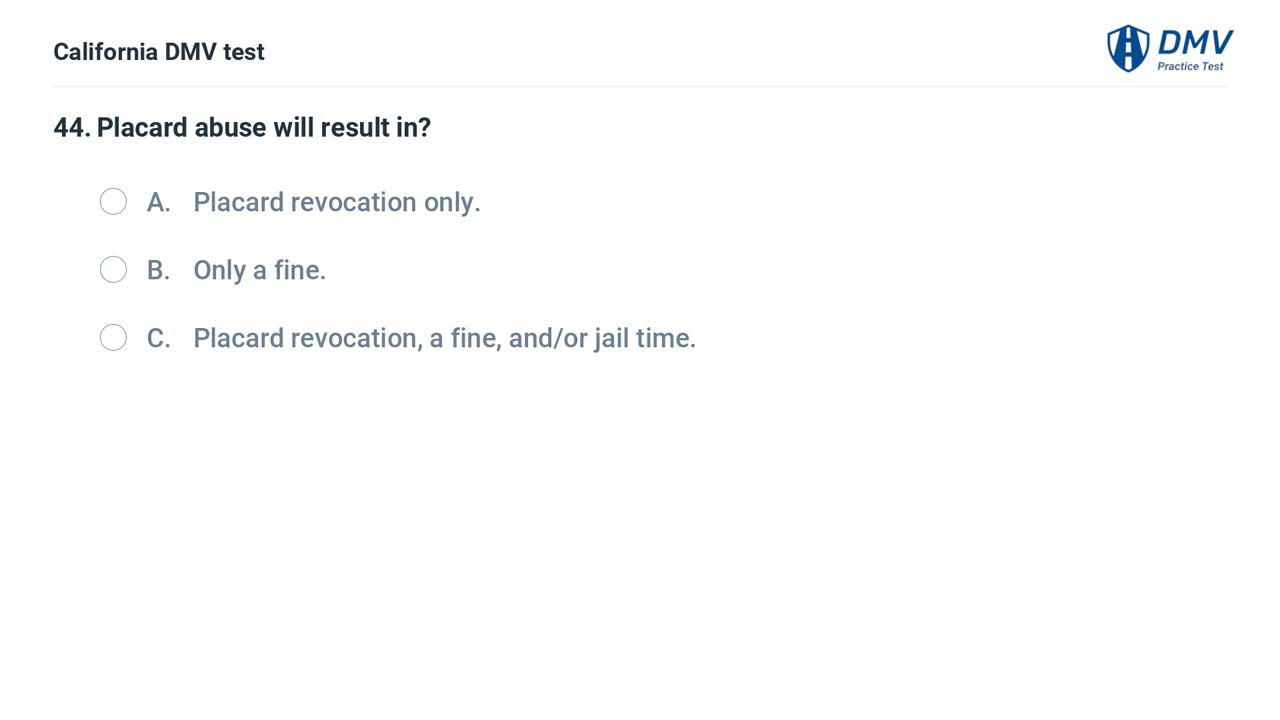 California DMV test
DMV
Practice Test
44. Placard abuse will result in?
A. Placard revocation only.
B. Only a fine.
C. Placard revocation, a fine, and/or jail time.